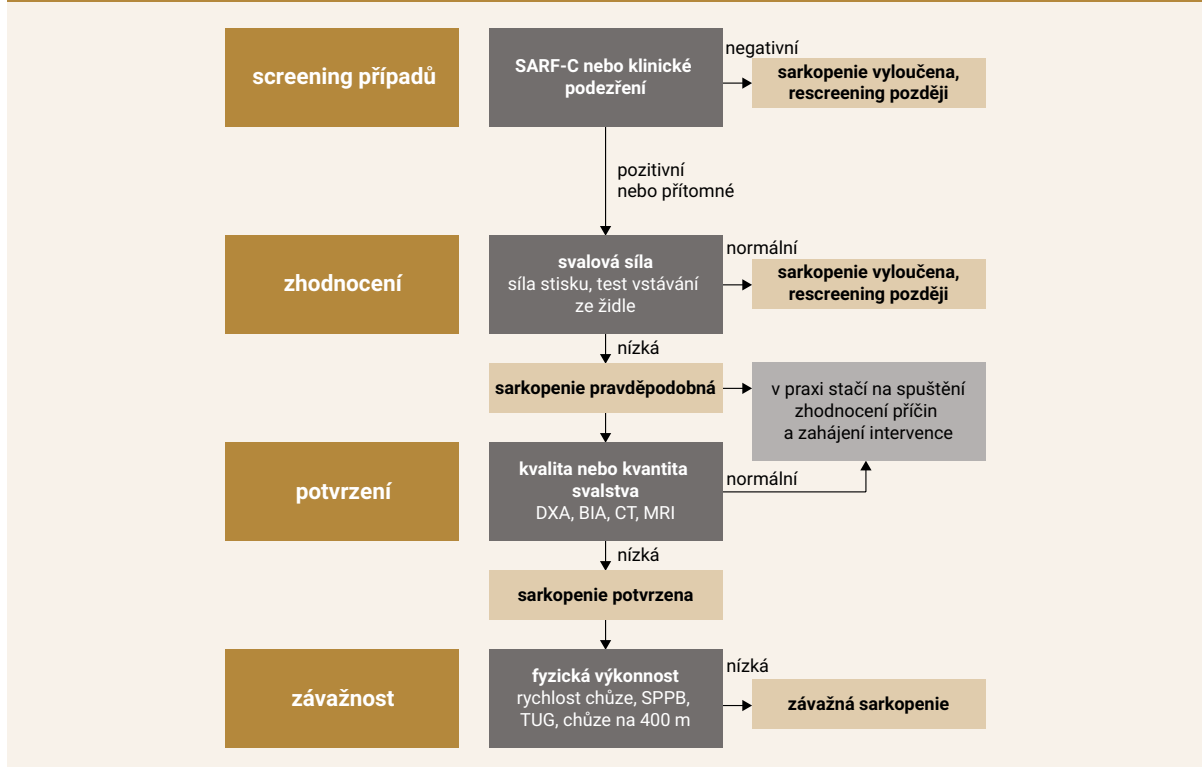 screening případů
SARF-C nebo klinické
podezření
negativní
sarkopenie vyloučena,
rescreening později
pozitivní
nebo přítomné
zhodnocení
svalová síla
síla stisku, test vstávání
ze židle
normální
sarkopenie vyloučena,
rescreening později
nízká
sarkopenie pravděpodobná
v praxi stačí na spuštění
zhodnocení příčin
a zahájení intervence
potvrzení
kvalita nebo kvantita
svalstva
DXA, BIA, CT, MRI
normální
nízká
sarkopenie potvrzena
závažnost
fyzická výkonnost
rychlost chůze, SPPB,
TUG, chůze na 400 m
nízká
závažná sarkopenie